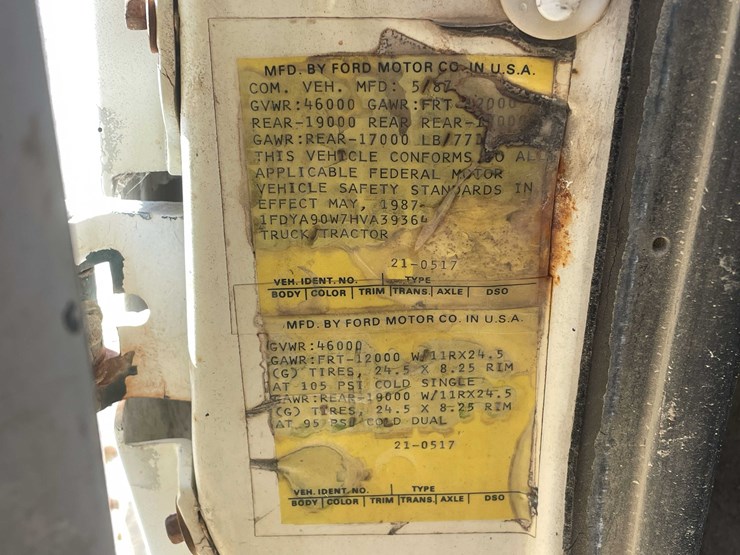 MFD. BY FORD MOTOR CO. IN U.S.A.
COM. VEH. MFD: 5/87
GVWR:46000 GAWR:FRT-12000
REAR-19000 REAR REAR-
GAWR:REAR-17000 LB/771
THIS VEHICLE CONFORMS TO ALL
APPLICABLE FEDERAL MOTOR
VEHICLE SAFETY STANDARDS IN
EFFECT MAY, 1987
1FDYA90W7HVA3936
TRUCK TRACTOR
21-0517
VEH. IDENT. NO. TYPE
BODY COLOR TRIM TRANS. AXLE DSO
MFD. BY FORD MOTOR CO. IN U.S.A.
GVWR:46000
GAWR:FRT-12000 W/11RX24.5
(G) TIRES, 24.5 X 8.25 RIM
AT 105 PSI COLD SINGLE
GAWR:REAR-19000 W/11RX24.5
(G) TIRES, 24.5 X 8.25 RIM
AT 95 PSI COLD DUAL
21-0517
VEH. IDENT. NO. TYPE
BODY COLOR TRIM TRANS. AXLE DSO